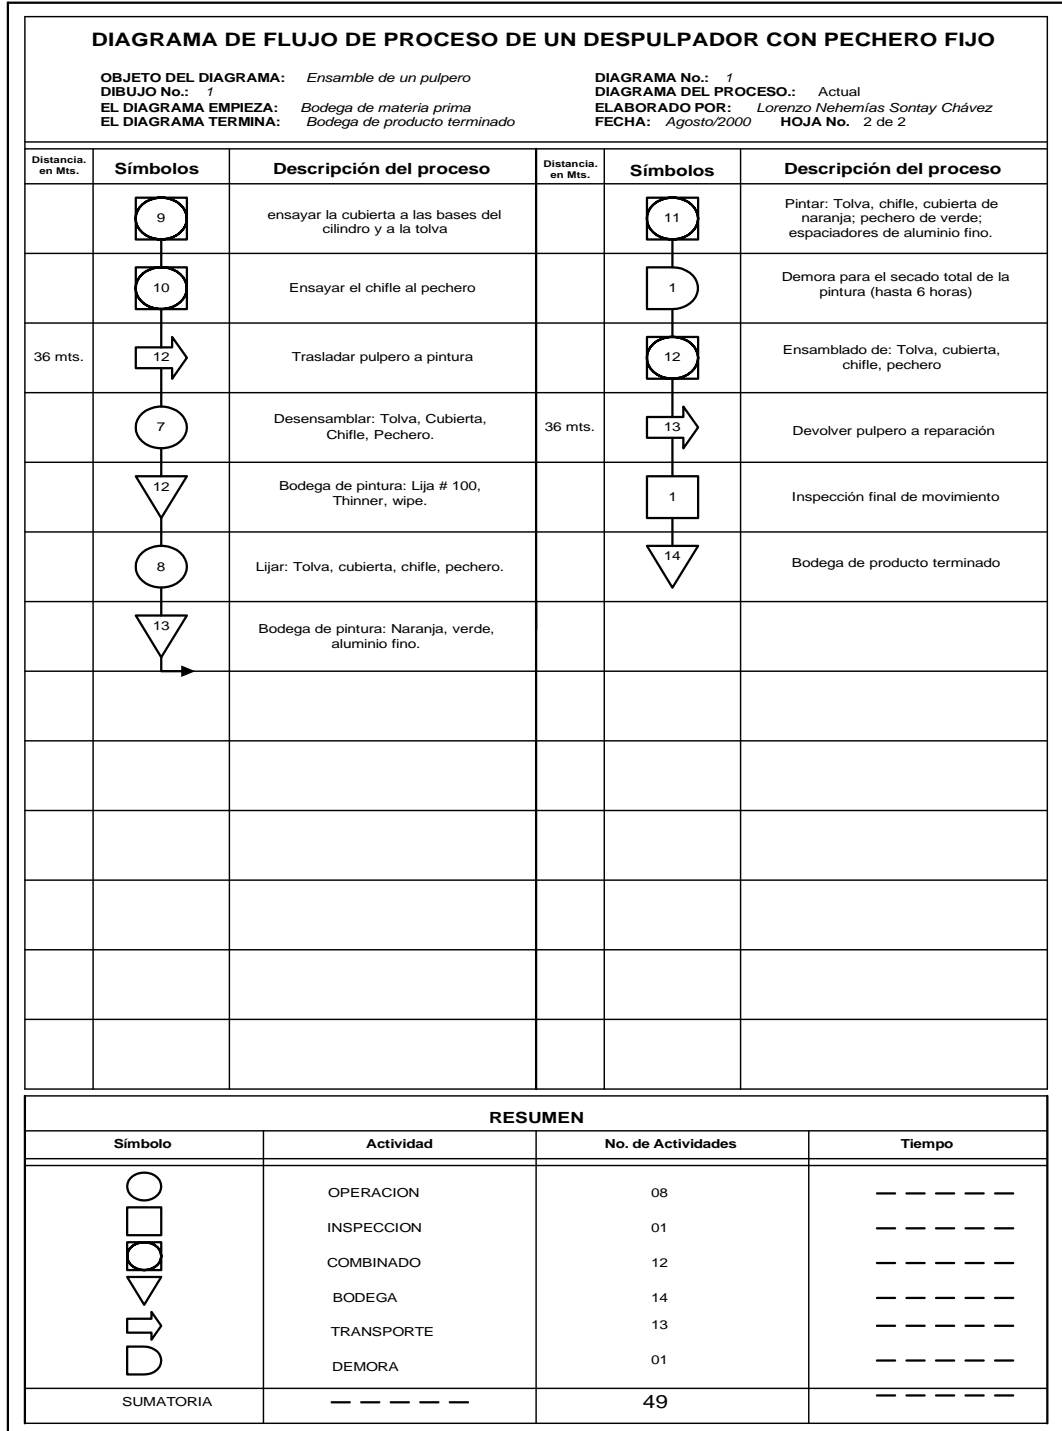 DIAGRAMA DE FLUJO DE PROCESO DE UN DESPULPADOR CON PECHERO FIJO
OBJETO DEL DIAGRAMA: Ensamble de un pulpero
DIBUJO No.: 1
EL DIAGRAMA EMPIEZA: Bodega de materia prima
EL DIAGRAMA TERMINA: Bodega de producto terminado
DIAGRAMA No.: 1
DIAGRAMA DEL PROCESO.: Actual
ELABORADO POR: Lorenzo Nehemías Sontay Chávez
FECHA: Agosto/2000 HOJA No. 2 de 2
Distancia.
en Mts.
Símbolos
Descripción del proceso
9
ensayar la cubierta a las bases del
cilindro y a la tolva
10
Ensayar el chifle al pechero
36 mts.
12
Trasladar pulpero a pintura
7
Desensamblar: Tolva, Cubierta,
Chifle, Pechero.
12
Bodega de pintura: Lija # 100,
Thinner, wipe.
8
Lijar: Tolva, cubierta, chifle, pechero.
13
Bodega de pintura: Naranja, verde,
aluminio fino.
Distancia.
en Mts.
Símbolos
Descripción del proceso
11
Pintar: Tolva, chifle, cubierta de
naranja; pechero de verde;
espaciadores de aluminio fino.
1
Demora para el secado total de la
pintura (hasta 6 horas)
12
Ensamblado de: Tolva, cubierta,
chifle, pechero
36 mts.
13
Devolver pulpero a reparación
1
Inspección final de movimiento
14
Bodega de producto terminado
RESUMEN
Símbolo Actividad No. de Actividades Tiempo
OPERACION 08
INSPECCION 01
COMBINADO 12
BODEGA 14
TRANSPORTE 13
DEMORA 01
SUMATORIA 49